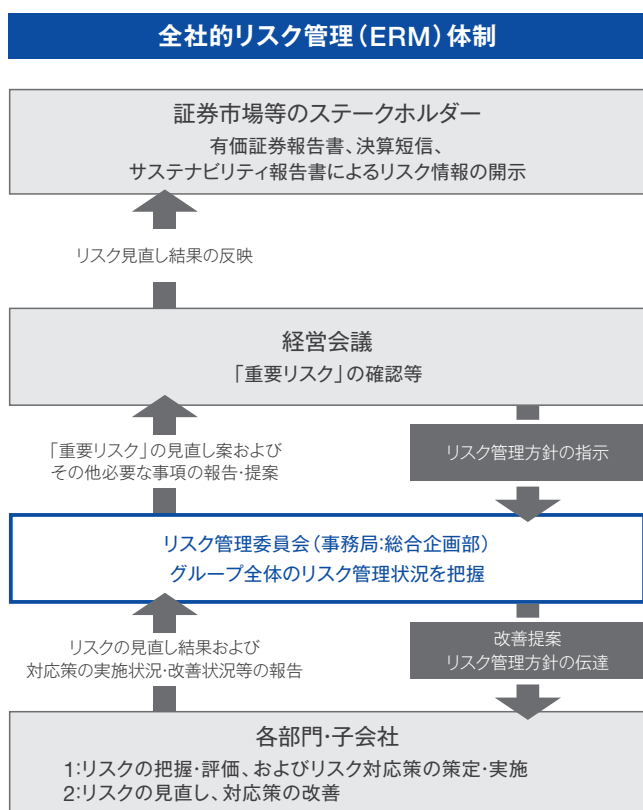 全社的リスク管理（ERM）体制
証券市場等のステークホルダー
有価証券報告書、決算短信、
サステナビリティ報告書によるリスク情報の開示
リスク見直し結果の反映
経営会議
「重要リスク」の確認等
「重要リスク」の見直し案および
その他必要な事項の報告・提案
リスク管理方針の指示
リスク管理委員会（事務局：総合企画部）
グループ全体のリスク管理状況を把握
リスクの見直し結果および
対応策の実施状況・改善状況等の報告
改善提案
リスク管理方針の伝達
各部門・子会社
1：リスクの把握・評価、およびリスク対応策の策定・実施
2：リスクの見直し、対応策の改善